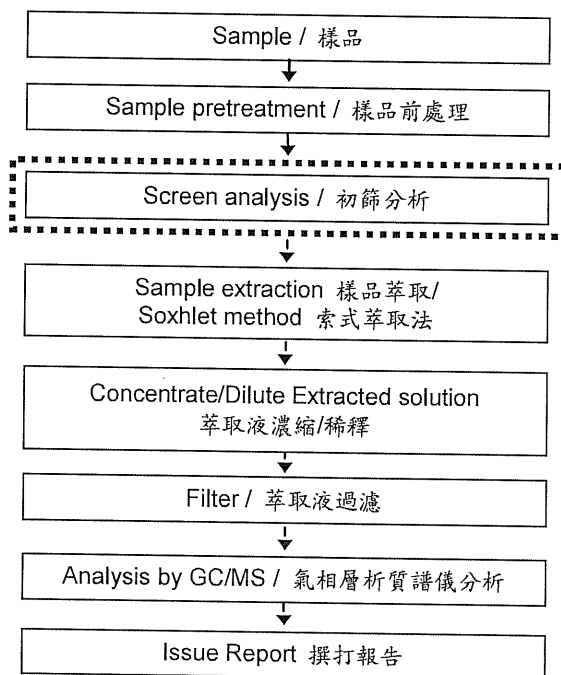 Sample / 樣品
Sample pretreatment / 樣品前處理
Screen analysis / 初篩分析
Sample extraction 樣品萃取/
Soxhlet method 索式萃取法
Concentrate/Dilute Extracted solution
萃取液濃縮/稀釋
Filter / 萃取液過濾
Analysis by GC/MS / 氣相層析質譜儀分析
Issue Report 撰打報告